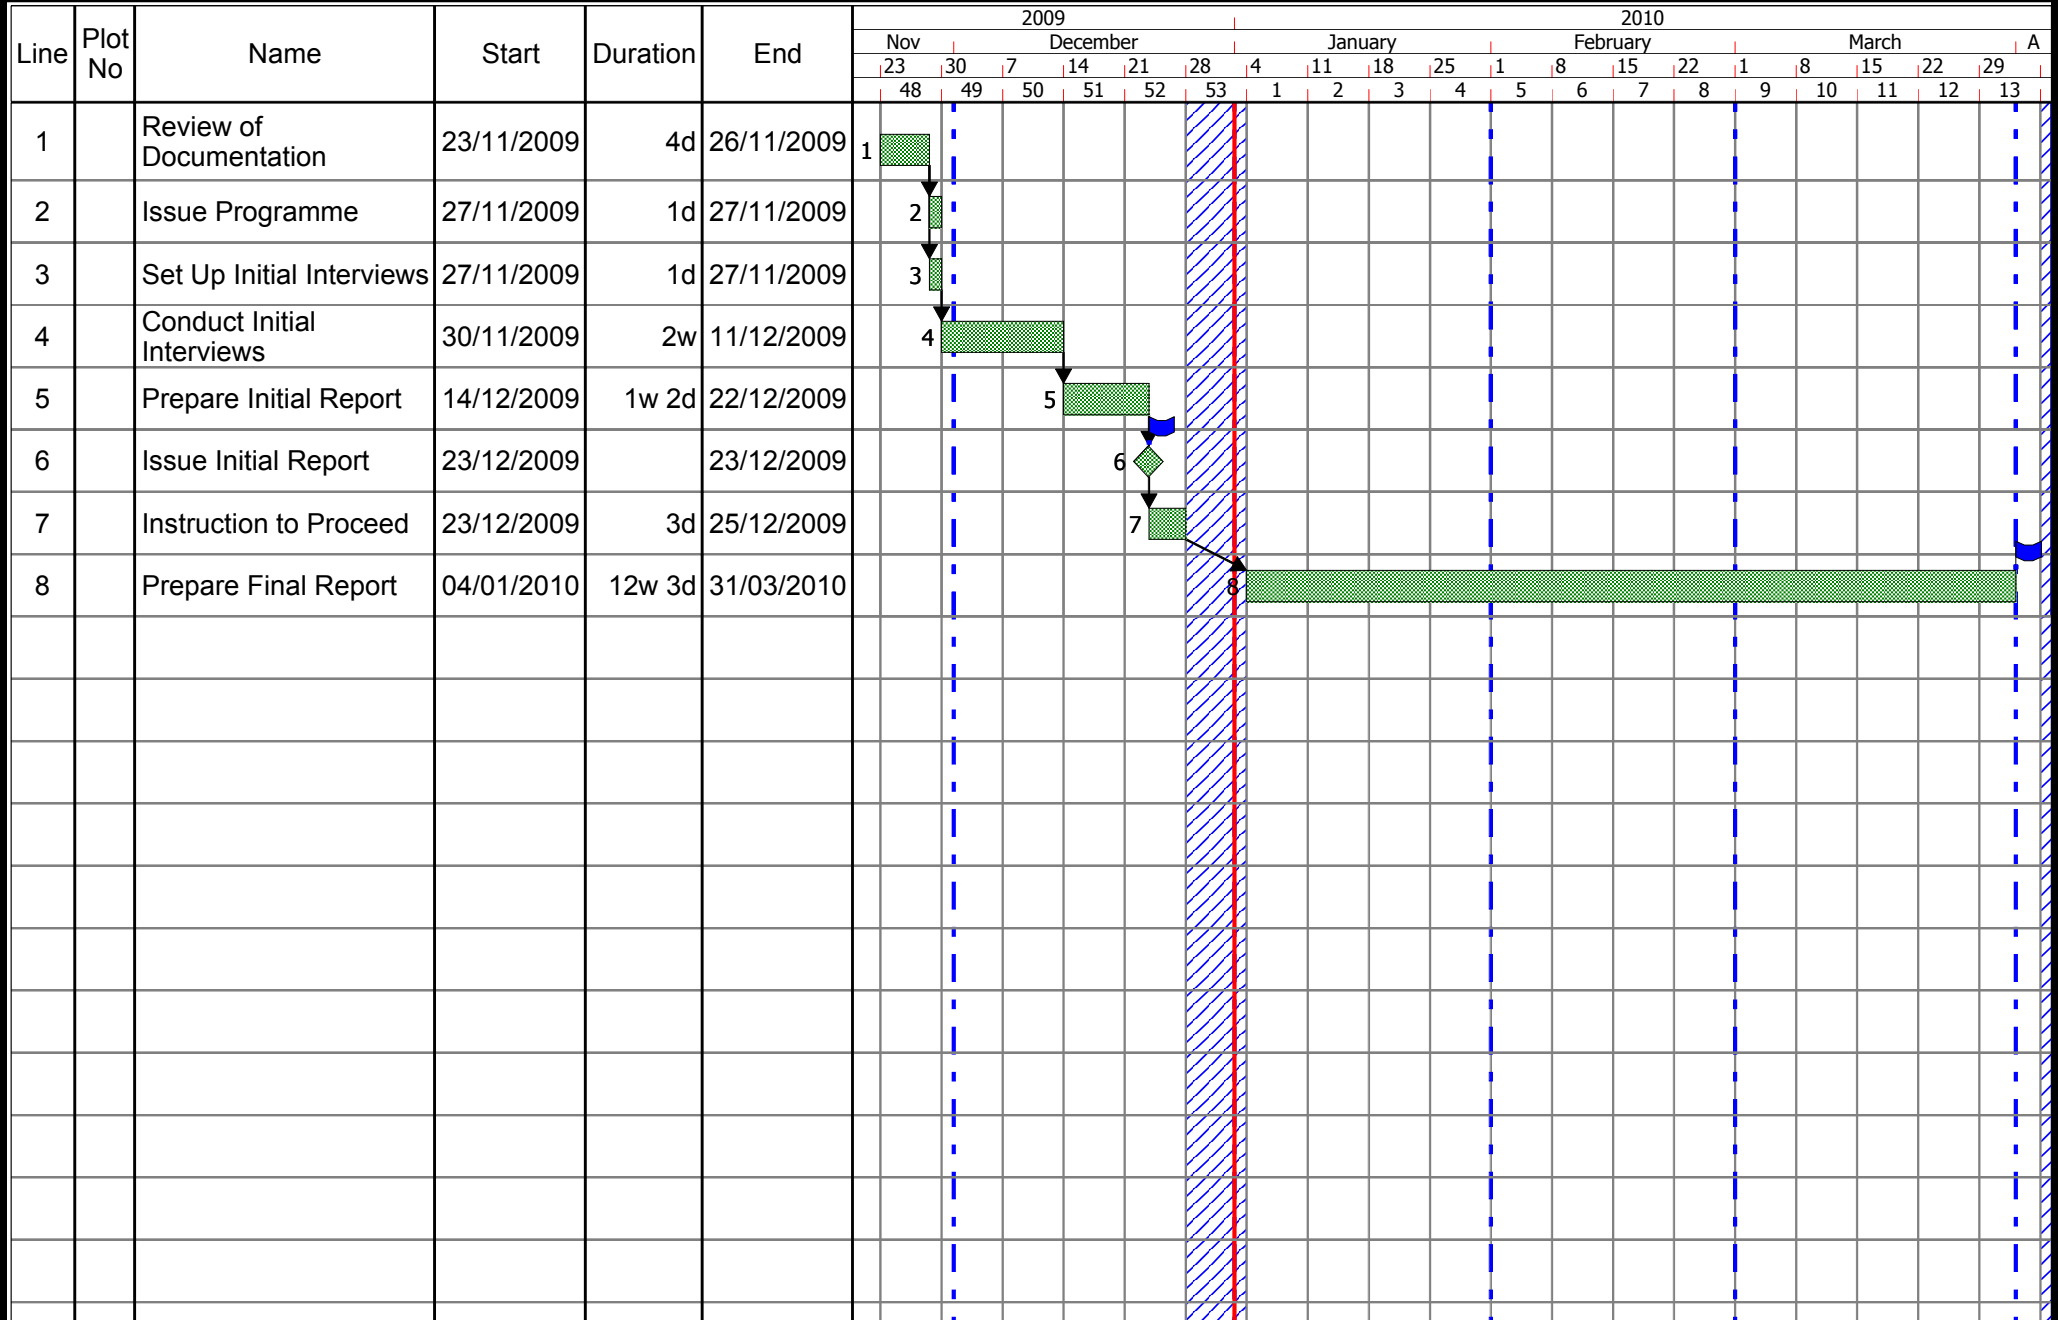 Line Plot No Name Start Duration End
2009 2010
Nov December January February March A
23 30 7 14 21 28 4 11 18 25 1 8 15 22 1 8 15 22 29
48 49 50 51 52 53 1 2 3 4 5 6 7 8 9 10 11 12 13
1 Review of Documentation 23/11/2009 4d 26/11/2009 1
2 Issue Programme 27/11/2009 1d 27/11/2009 2
3 Set Up Initial Interviews 27/11/2009 1d 27/11/2009 3
4 Conduct Initial Interviews 30/11/2009 2w 11/12/2009 4
5 Prepare Initial Report 14/12/2009 1w 2d 22/12/2009 5
6 Issue Initial Report 23/12/2009 23/12/2009 6
7 Instruction to Proceed 23/12/2009 3d 25/12/2009 7
8 Prepare Final Report 04/01/2010 12w 3d 31/03/2010 8